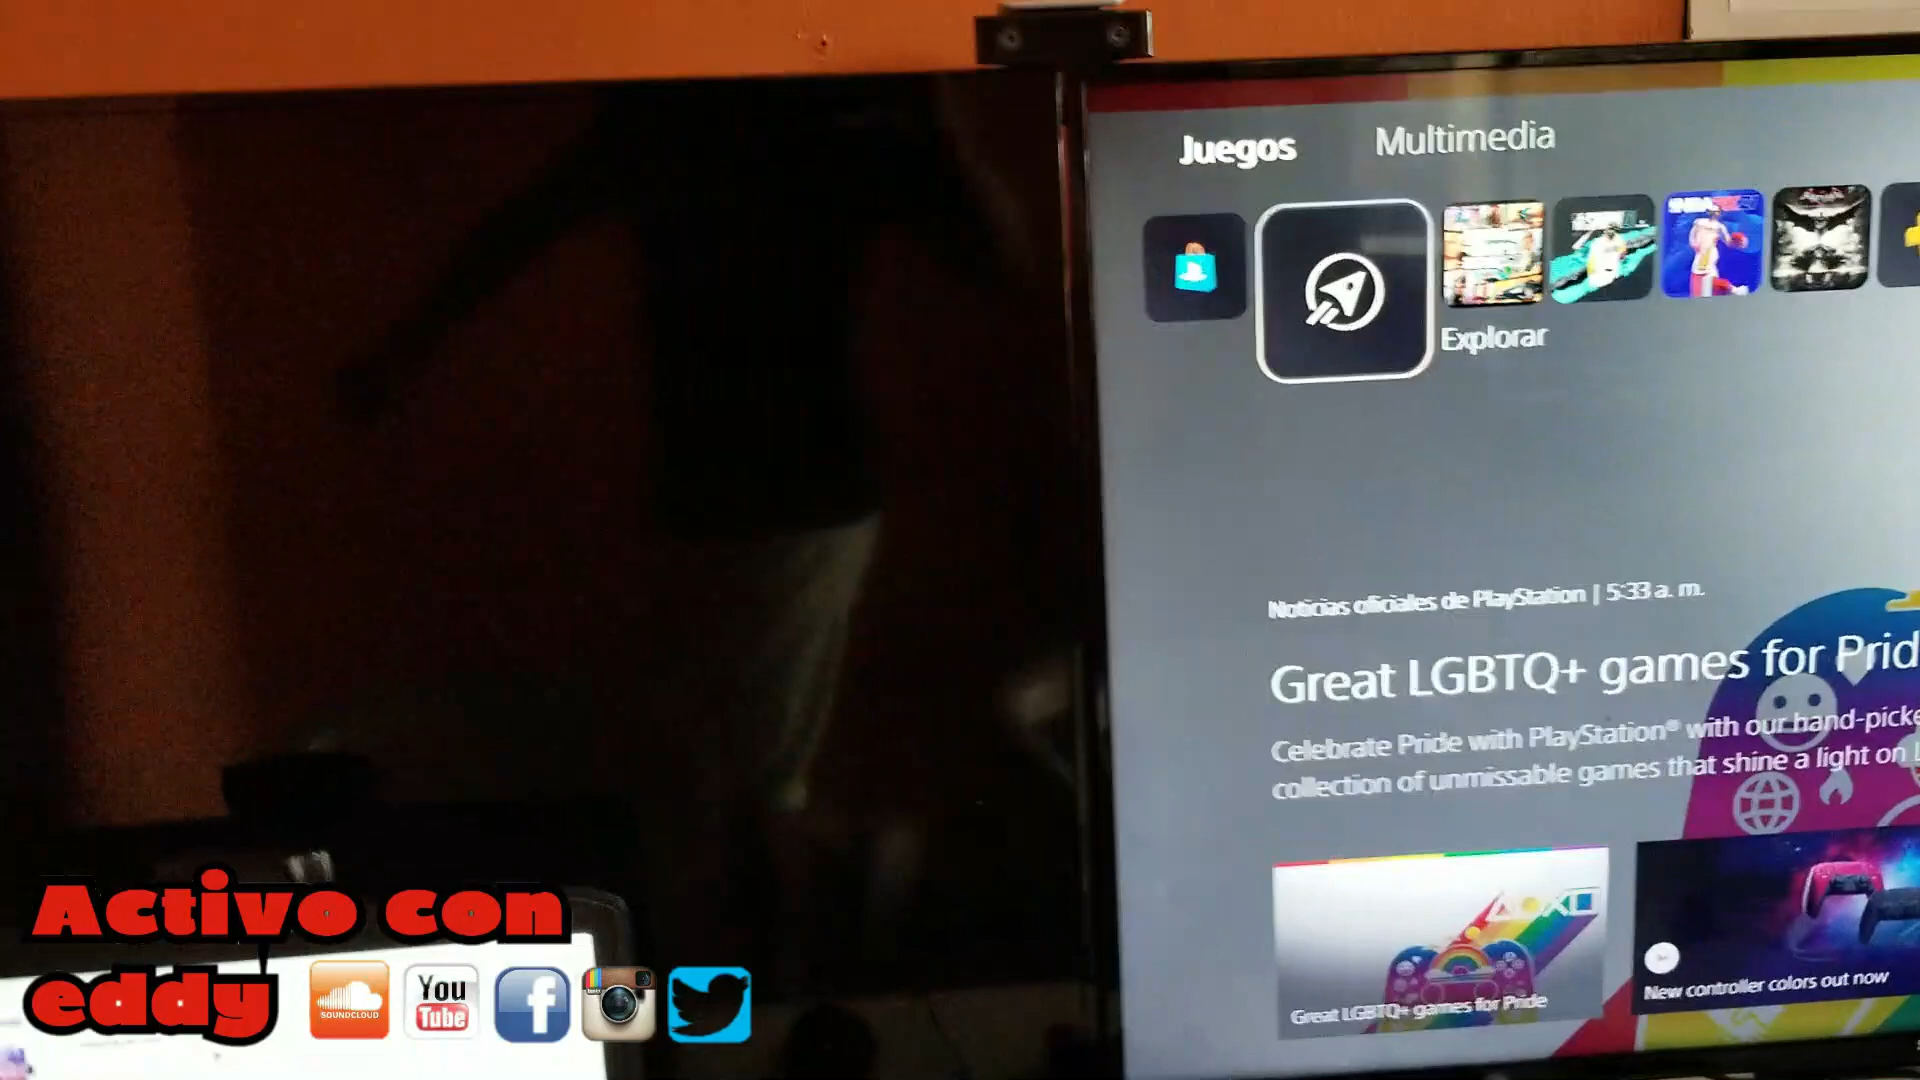 Juegos Multimedia
Explorar
Noticias oficiales de PlayStation | 5:33 a. m.
Great LGBTQ+ games for Prid
Celebrate Pride with PlayStation® with our hand-picke
collection of unmissable games that shine a light on L
Great LGBTQ+ games for Pride
New controller colors out now
Activo con
eddy
SOUNDCLOUD
You
Tube